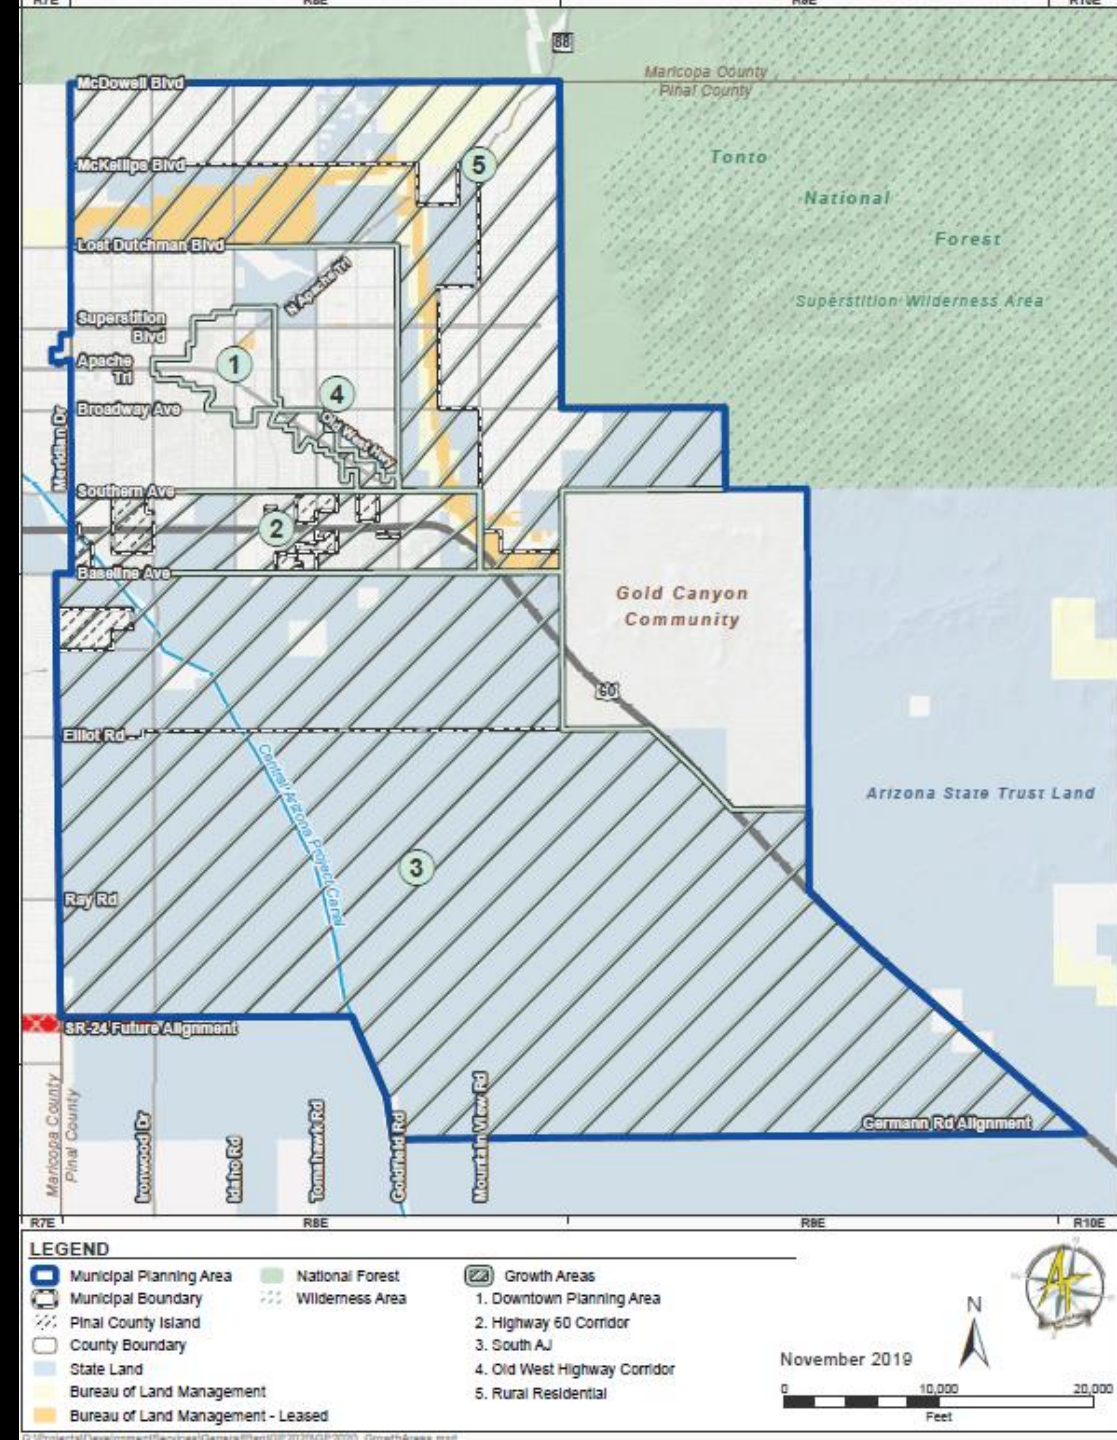 R7E R8E R9E R10E
88
McDowell Blvd
Maricopa County
Pinal County
McKellips Blvd
5
Tonto
National
Forest
Lost Dutchman Blvd
N Apache Trl
Superstition Wilderness Area
Superstition
Blvd
Apache
Trl
1
4
Broadway Ave
Old West Hwy
Meridian Dr
Southern Ave
2
Baseline Ave
Gold Canyon
Community
60
Elliot Rd
Central Arizona Project Canal
Arizona State Trust Land
3
Ray Rd
SR-24 Future Alignment
Maricopa County
Pinal County
Ironwood Dr
Idaho Rd
Tomahawk Rd
Goldfield Rd
Mountain View Rd
Germann Rd Alignment
R7E R8E R9E R10E
LEGEND
Municipal Planning Area
Municipal Boundary
Pinal County Island
County Boundary
State Land
Bureau of Land Management
Bureau of Land Management - Leased
National Forest
Wilderness Area
Growth Areas
1. Downtown Planning Area
2. Highway 60 Corridor
3. South AJ
4. Old West Highway Corridor
5. Rural Residential
November 2019
N
0 10,000 20,000
Feet